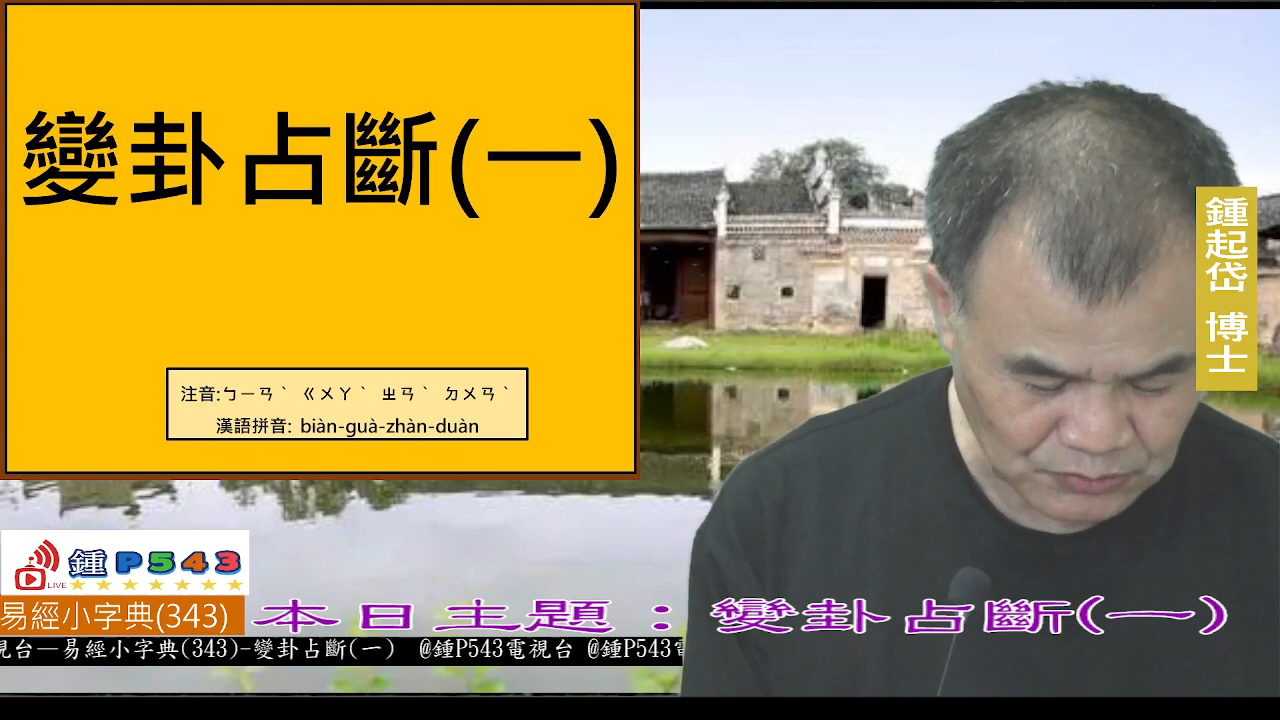 變卦占斷(一)
注音:ㄅㄧㄢˋ ㄍㄨㄚˋ ㄓㄢˋ ㄉㄨㄢˋ
漢語拼音: biàn-guà-zhàn-duàn
鍾起岱 博士
LIVE
鍾P543
易經小字典(343)
本日主題：變卦占斷(一)
視台—易經小字典(343)-變卦占斷(一) @鍾P543電視台 @鍾P543電